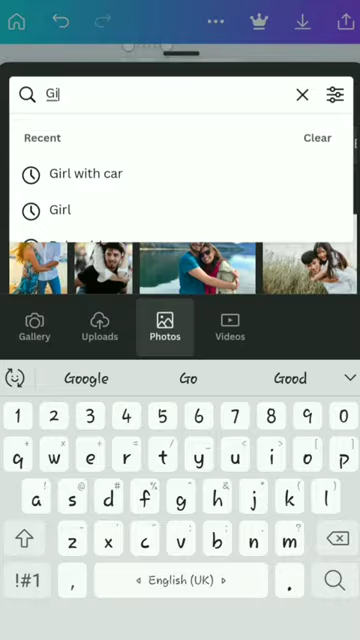 Gi
Recent Clear
Girl with car
Girl
Gallery Uploads Photos Videos
Google Go Good
1 2 3 4 5 6 7 8 9 0
q w e r t y u i o p
a s d f g h j k l
z x c v b n m
!#1 , English (UK) .